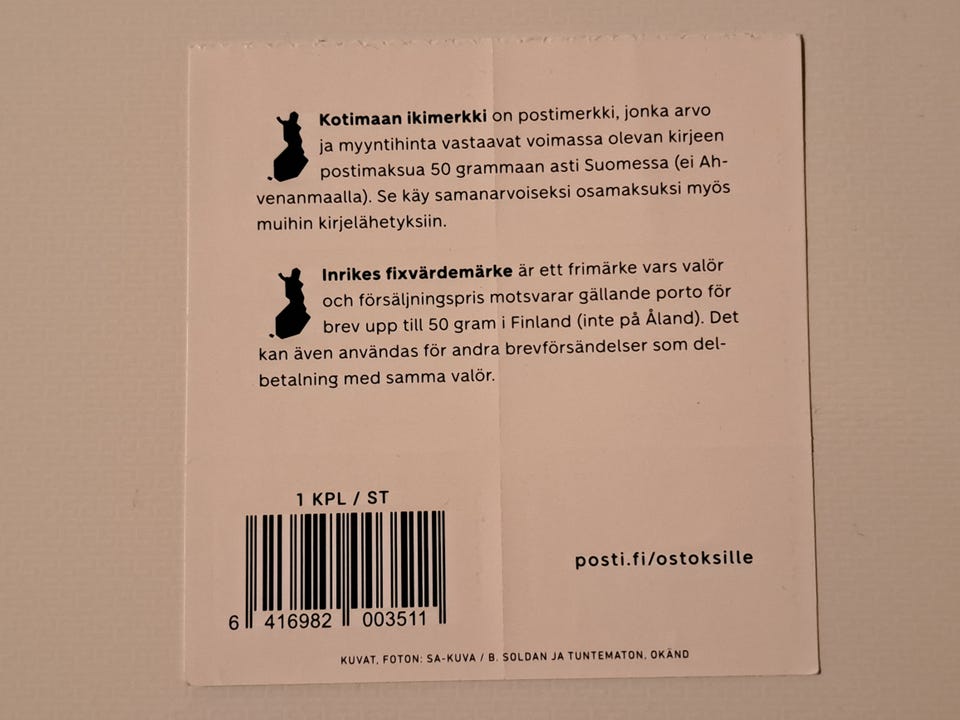 Kotimaan ikimerkki on postimerkki, jonka arvo
ja myyntihinta vastaavat voimassa olevan kirjeen
postimaksua 50 grammaan asti Suomessa (ei Ah-
venanmaalla). Se käy samanarvoiseksi osamaksuksi myös
muihin kirjelähetyksiin.
Inrikes fixvärdemärke är ett frimärke vars valör
och försäljningspris motsvarar gällande porto för
brev upp till 50 gram i Finland (inte på Åland). Det
kan även användas för andra brevförsändelser som del-
betalning med samma valör.
1 KPL / ST
6 416982 003511
posti.fi/ostoksille
KUVAT, FOTON: SA-KUVA / B. SOLDAN JA TUNTEMATON, OKÄND